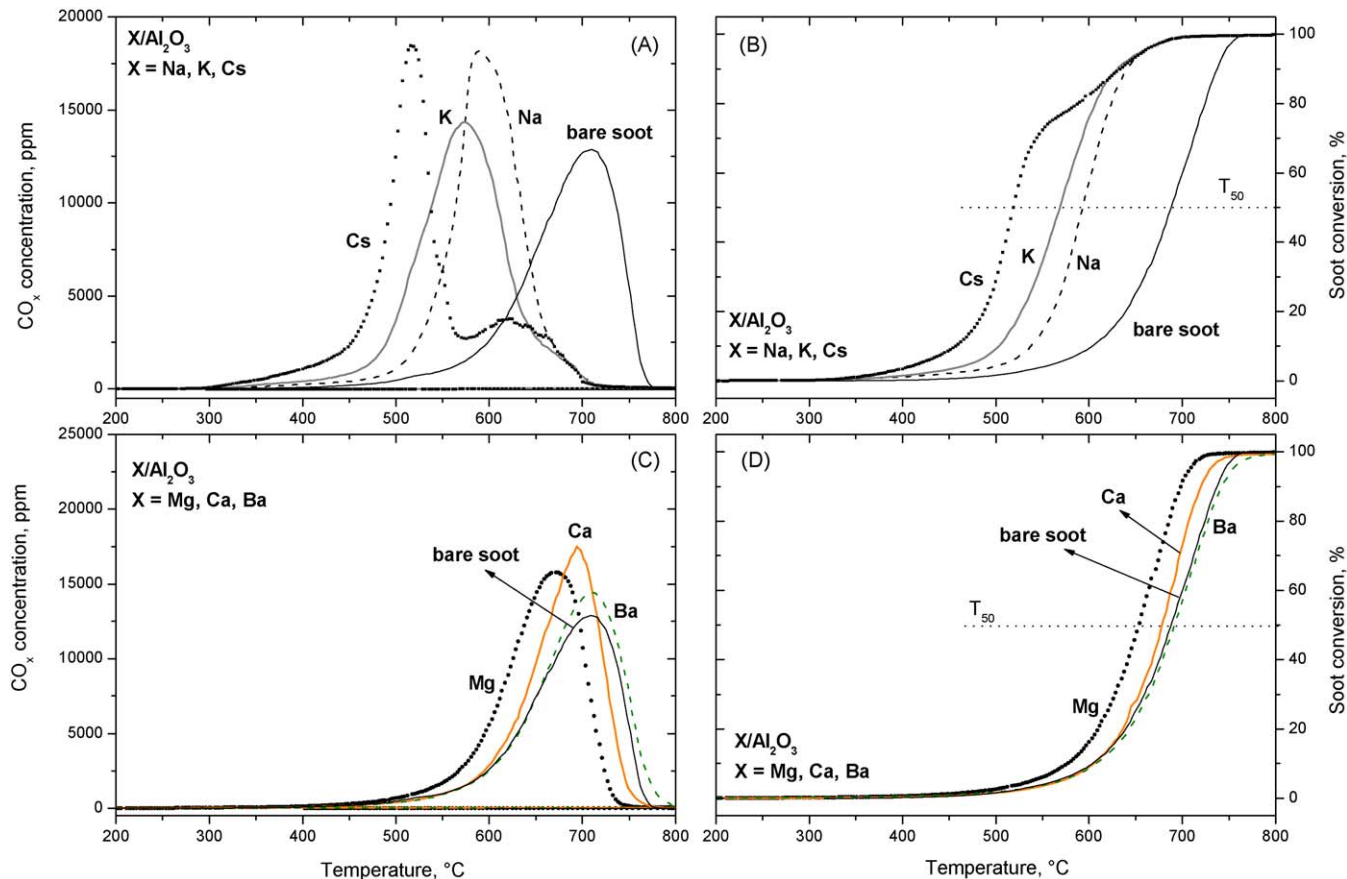 20000
15000
10000
5000
0
COx concentration, ppm
X/Al2O3
X = Na, K, Cs
(A)
Cs
K
Na
bare soot
200 300 400 500 600 700 800
(B)
100
80
60
40
20
0
Soot conversion, %
T50
Cs
K
Na
bare soot
X/Al2O3
X = Na, K, Cs
200 300 400 500 600 700 800
25000
20000
15000
10000
5000
0
COx concentration, ppm
X/Al2O3
X = Mg, Ca, Ba
(C)
Ca
bare soot
Ba
Mg
200 300 400 500 600 700 800
Temperature, °C
(D)
100
80
60
40
20
0
Soot conversion, %
Ca
Ba
bare soot
T50
Mg
X/Al2O3
X = Mg, Ca, Ba
200 300 400 500 600 700 800
Temperature, °C